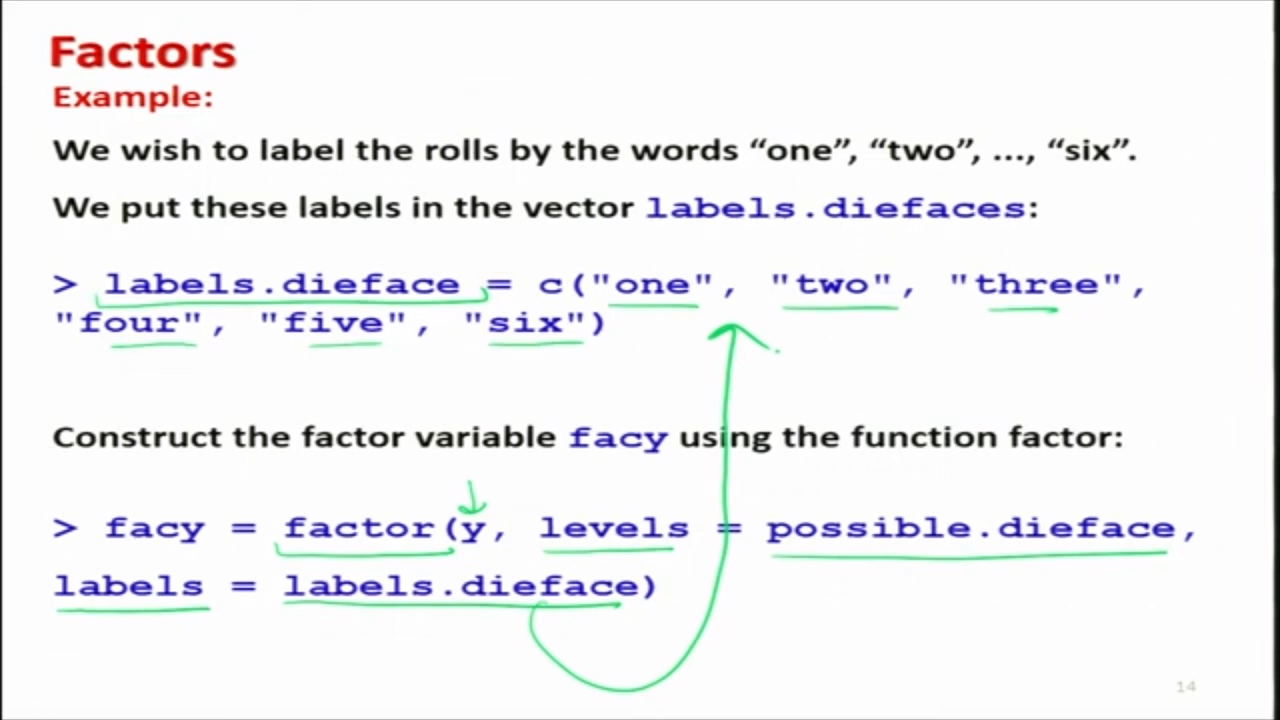 Factors
Example:
We wish to label the rolls by the words “one”, “two”, ..., “six”.
We put these labels in the vector labels.diefaces:
> labels.dieface = c("one", "two", "three",
"four", "five", "six")
Construct the factor variable facy using the function factor:
> facy = factor(y, levels = possible.dieface,
labels = labels.dieface)
14